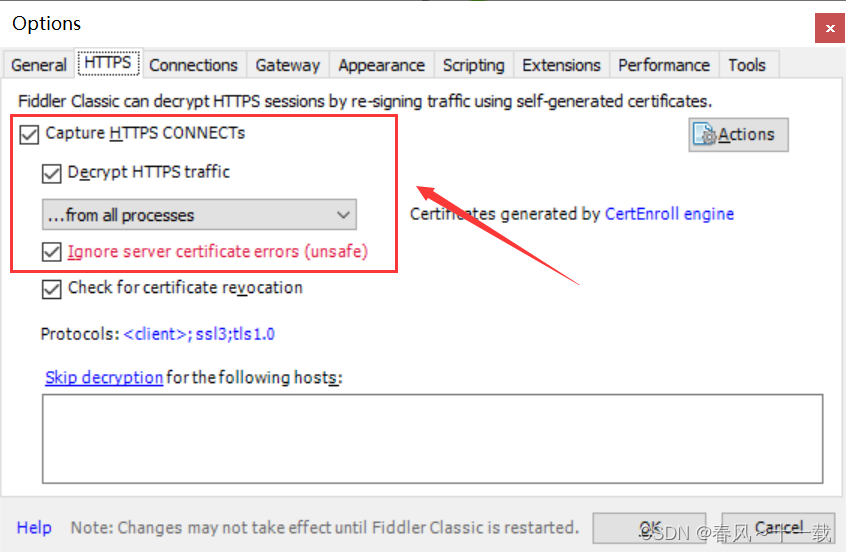 Options
General HTTPS Connections Gateway Appearance Scripting Extensions Performance Tools
Fiddler Classic can decrypt HTTPS sessions by re-signing traffic using self-generated certificates.
Capture HTTPS CONNECTs
Actions
Decrypt HTTPS traffic
...from all processes
Certificates generated by CertEnroll engine
Ignore server certificate errors (unsafe)
Check for certificate revocation
Protocols: <client>;ssl3;tls1.0
Skip decryption for the following hosts:
Help Note: Changes may not take effect until Fiddler Classic is restarted. OK Cancel
CSDN @春风~十一载